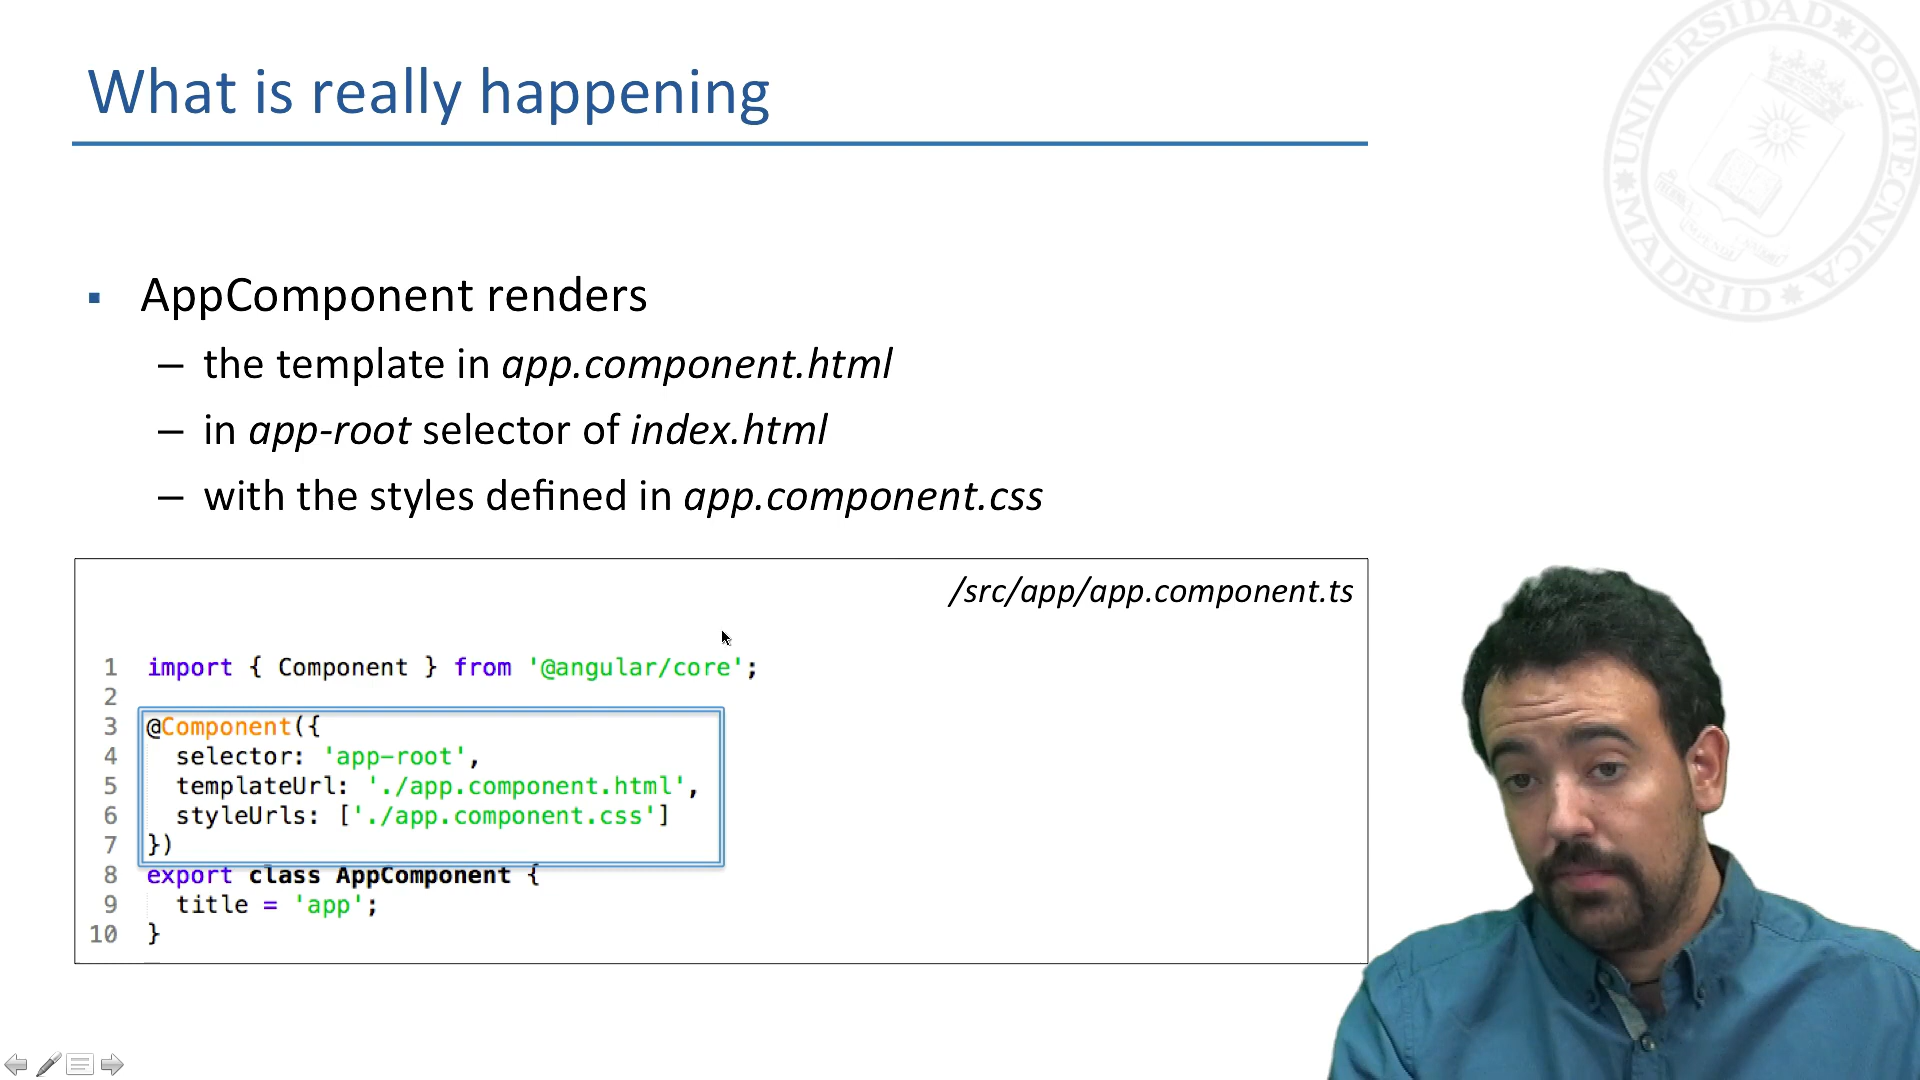 UNIVERSIDAD POLITECNICA
MADRID
What is really happening
▪ AppComponent renders
– the template in app.component.html
– in app-root selector of index.html
– with the styles defined in app.component.css
/src/app/app.component.ts
1 import { Component } from '@angular/core';
2
3 @Component({
4 selector: 'app-root',
5 templateUrl: './app.component.html',
6 styleUrls: ['./app.component.css']
7 })
8 export class AppComponent {
9 title = 'app';
10 }